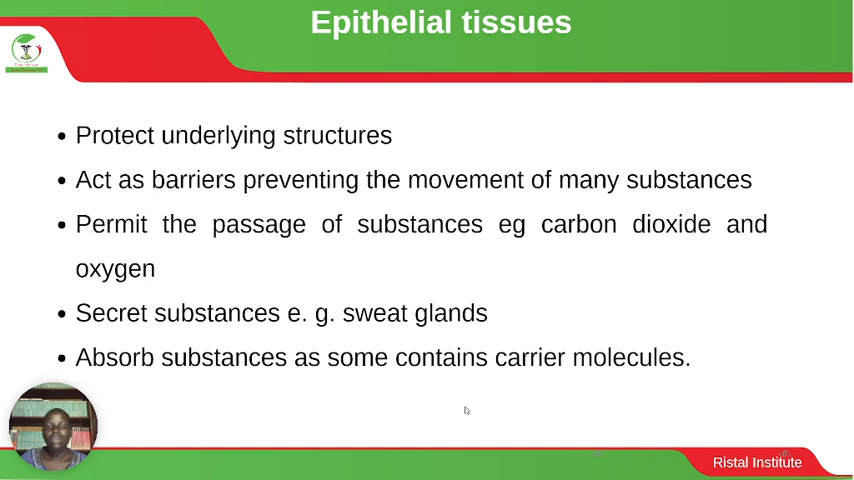 Epithelial tissues
• Protect underlying structures
• Act as barriers preventing the movement of many substances
• Permit the passage of substances eg carbon dioxide and
oxygen
• Secret substances e. g. sweat glands
• Absorb substances as some contains carrier molecules.
Ristal Institute